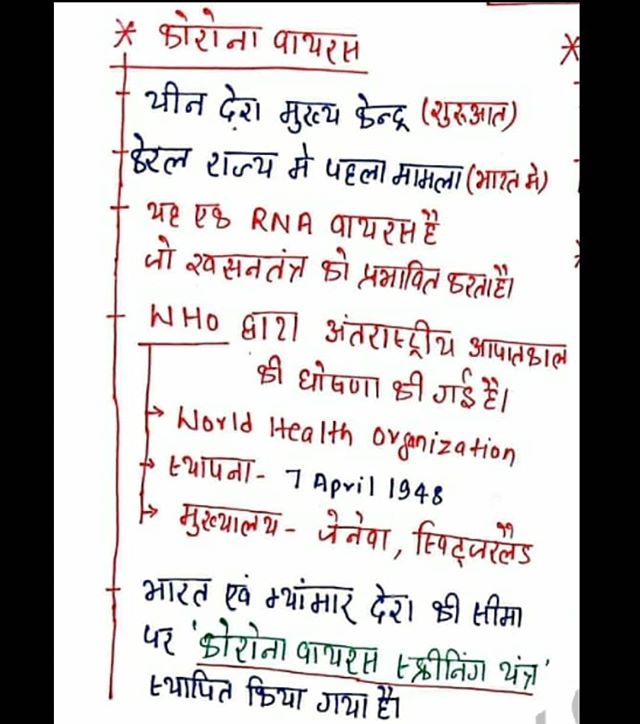 * कोरोना वायरस
चीन देश मुख्य केन्द्र (शुरुआत)
केरल राज्य मे पहला मामला (भारत मे)
यह एक RNA वायरस है
जो श्वसनतंत्र को प्रभावित करता है।
WHO द्वारा अंतराष्ट्रीय आपातकाल
की घोषणा की गई है।
→ World Health Organization
→ स्थापना - 7 April 1948
→ मुख्यालय - जेनेवा, स्विट्जरलैंड
भारत एवं म्यांमार देश की सीमा
पर 'कोरोना वायरस स्क्रीनिंग यंत्र'
स्थापित किया गया है।
*